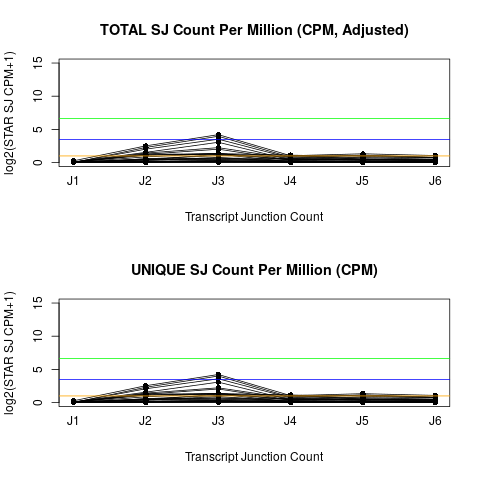 TOTAL SJ Count Per Million (CPM, Adjusted)
log2(STAR SJ CPM+1)
15
10
5
0
J1 J2 J3 J4 J5 J6
Transcript Junction Count
UNIQUE SJ Count Per Million (CPM)
log2(STAR SJ CPM+1)
15
10
5
0
J1 J2 J3 J4 J5 J6
Transcript Junction Count